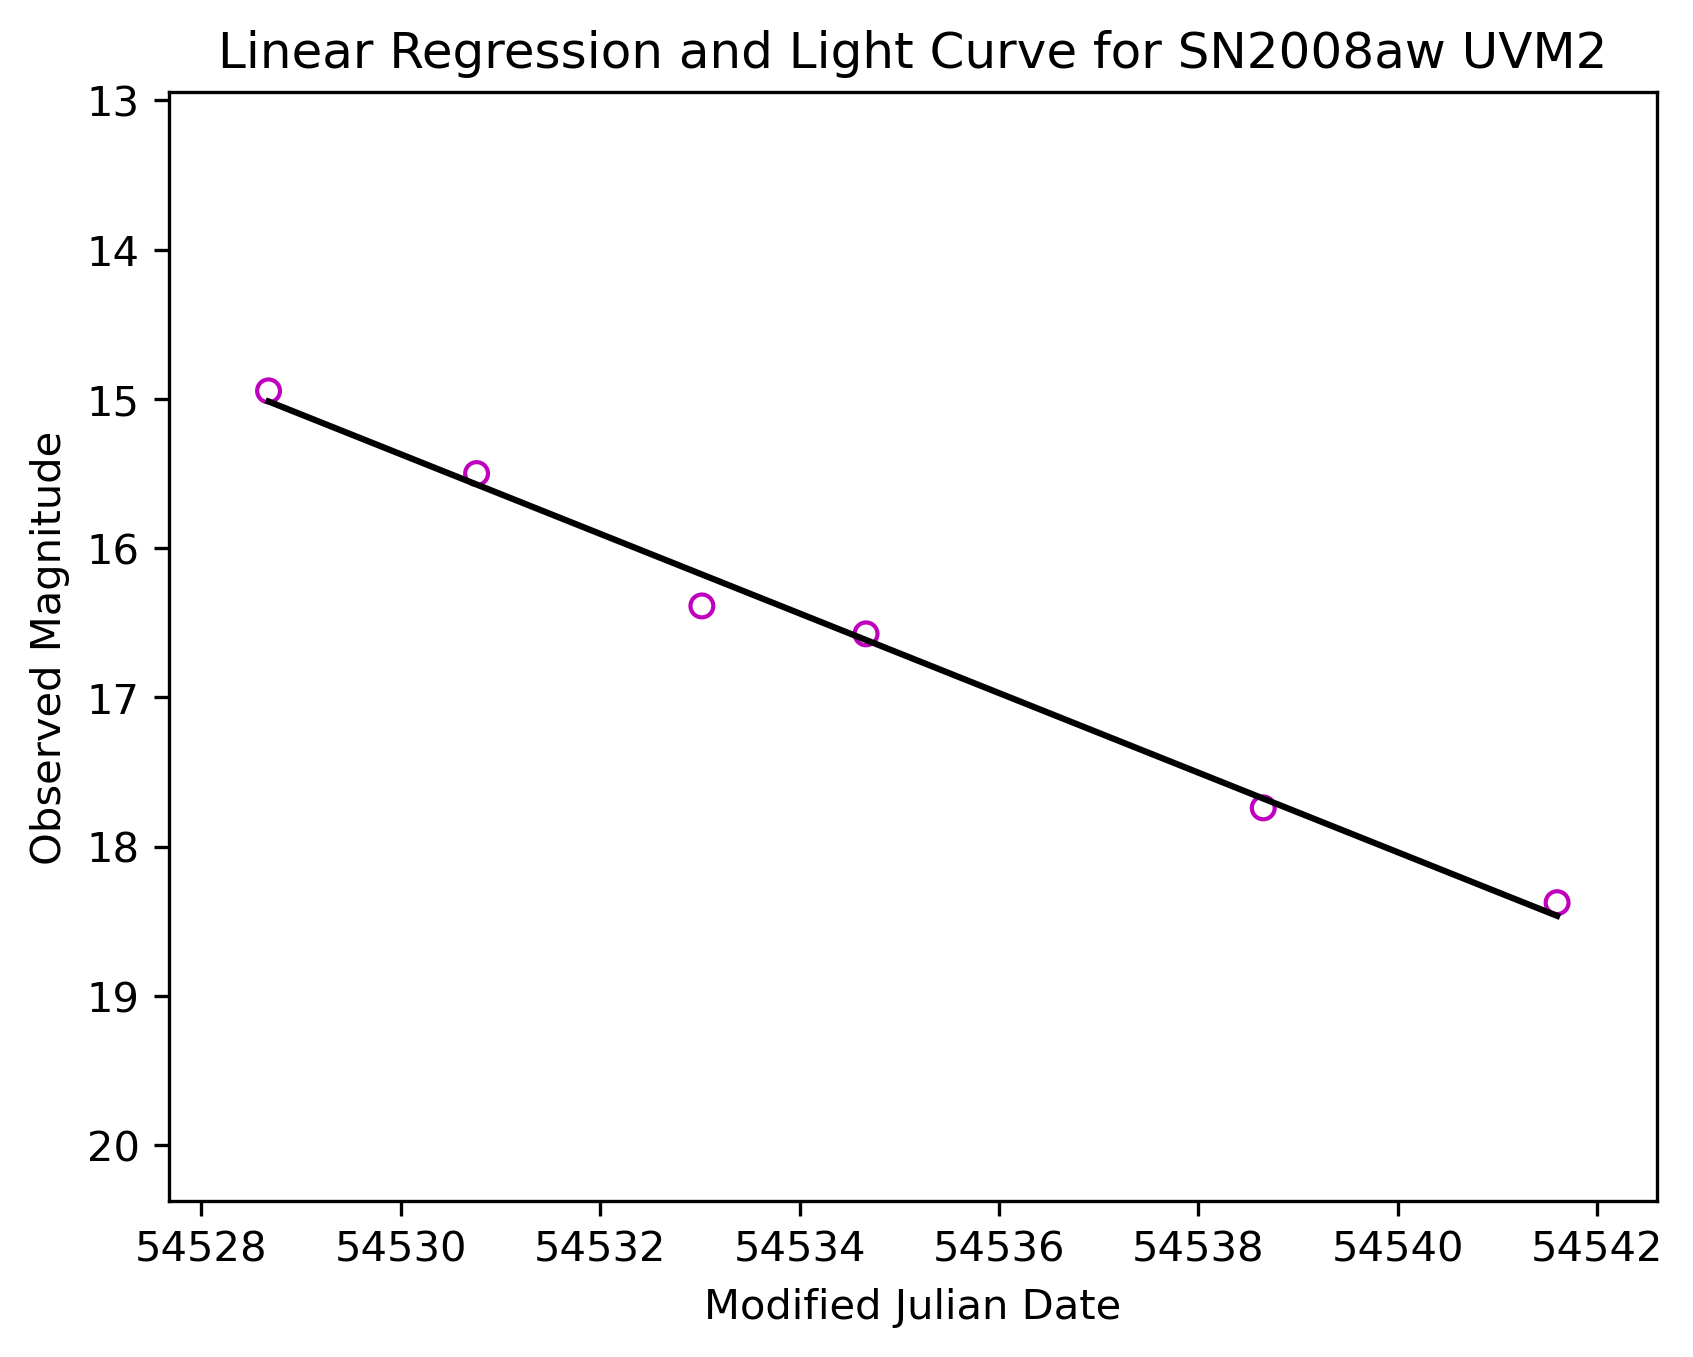 Linear Regression and Light Curve for SN2008aw UVM2
13
14
15
16
17
18
19
20
Observed Magnitude
54528 54530 54532 54534 54536 54538 54540 54542
Modified Julian Date